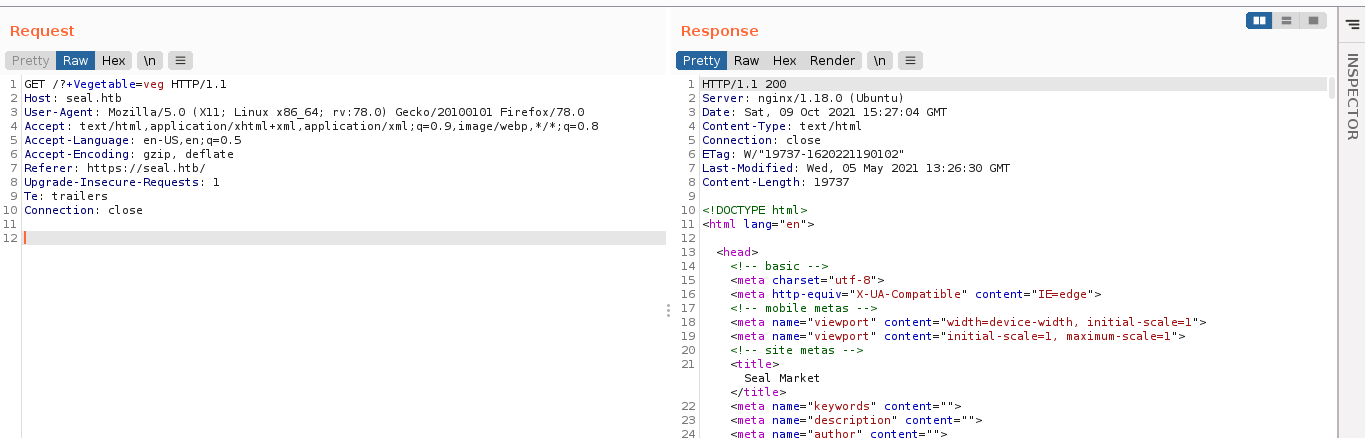 Request
Pretty Raw Hex \n
1 GET /?+Vegetable=veg HTTP/1.1
2 Host: seal.htb
3 User-Agent: Mozilla/5.0 (X11; Linux x86_64; rv:78.0) Gecko/20100101 Firefox/78.0
4 Accept: text/html,application/xhtml+xml,application/xml;q=0.9,image/webp,*/*;q=0.8
5 Accept-Language: en-US,en;q=0.5
6 Accept-Encoding: gzip, deflate
7 Referer: https://seal.htb/
8 Upgrade-Insecure-Requests: 1
9 Te: trailers
10 Connection: close
11
12
Response
Pretty Raw Hex Render \n
1 HTTP/1.1 200
2 Server: nginx/1.18.0 (Ubuntu)
3 Date: Sat, 09 Oct 2021 15:27:04 GMT
4 Content-Type: text/html
5 Connection: close
6 ETag: W/"19737-1620221190102"
7 Last-Modified: Wed, 05 May 2021 13:26:30 GMT
8 Content-Length: 19737
9
10 <!DOCTYPE html>
11 <html lang="en">
12
13 <head>
14 <!-- basic -->
15 <meta charset="utf-8">
16 <meta http-equiv="X-UA-Compatible" content="IE=edge">
17 <!-- mobile metas -->
18 <meta name="viewport" content="width=device-width, initial-scale=1">
19 <meta name="viewport" content="initial-scale=1, maximum-scale=1">
20 <!-- site metas -->
21 <title>
Seal Market
</title>
22 <meta name="keywords" content="">
23 <meta name="description" content="">
24 <meta name="author" content="">
INSPECTOR